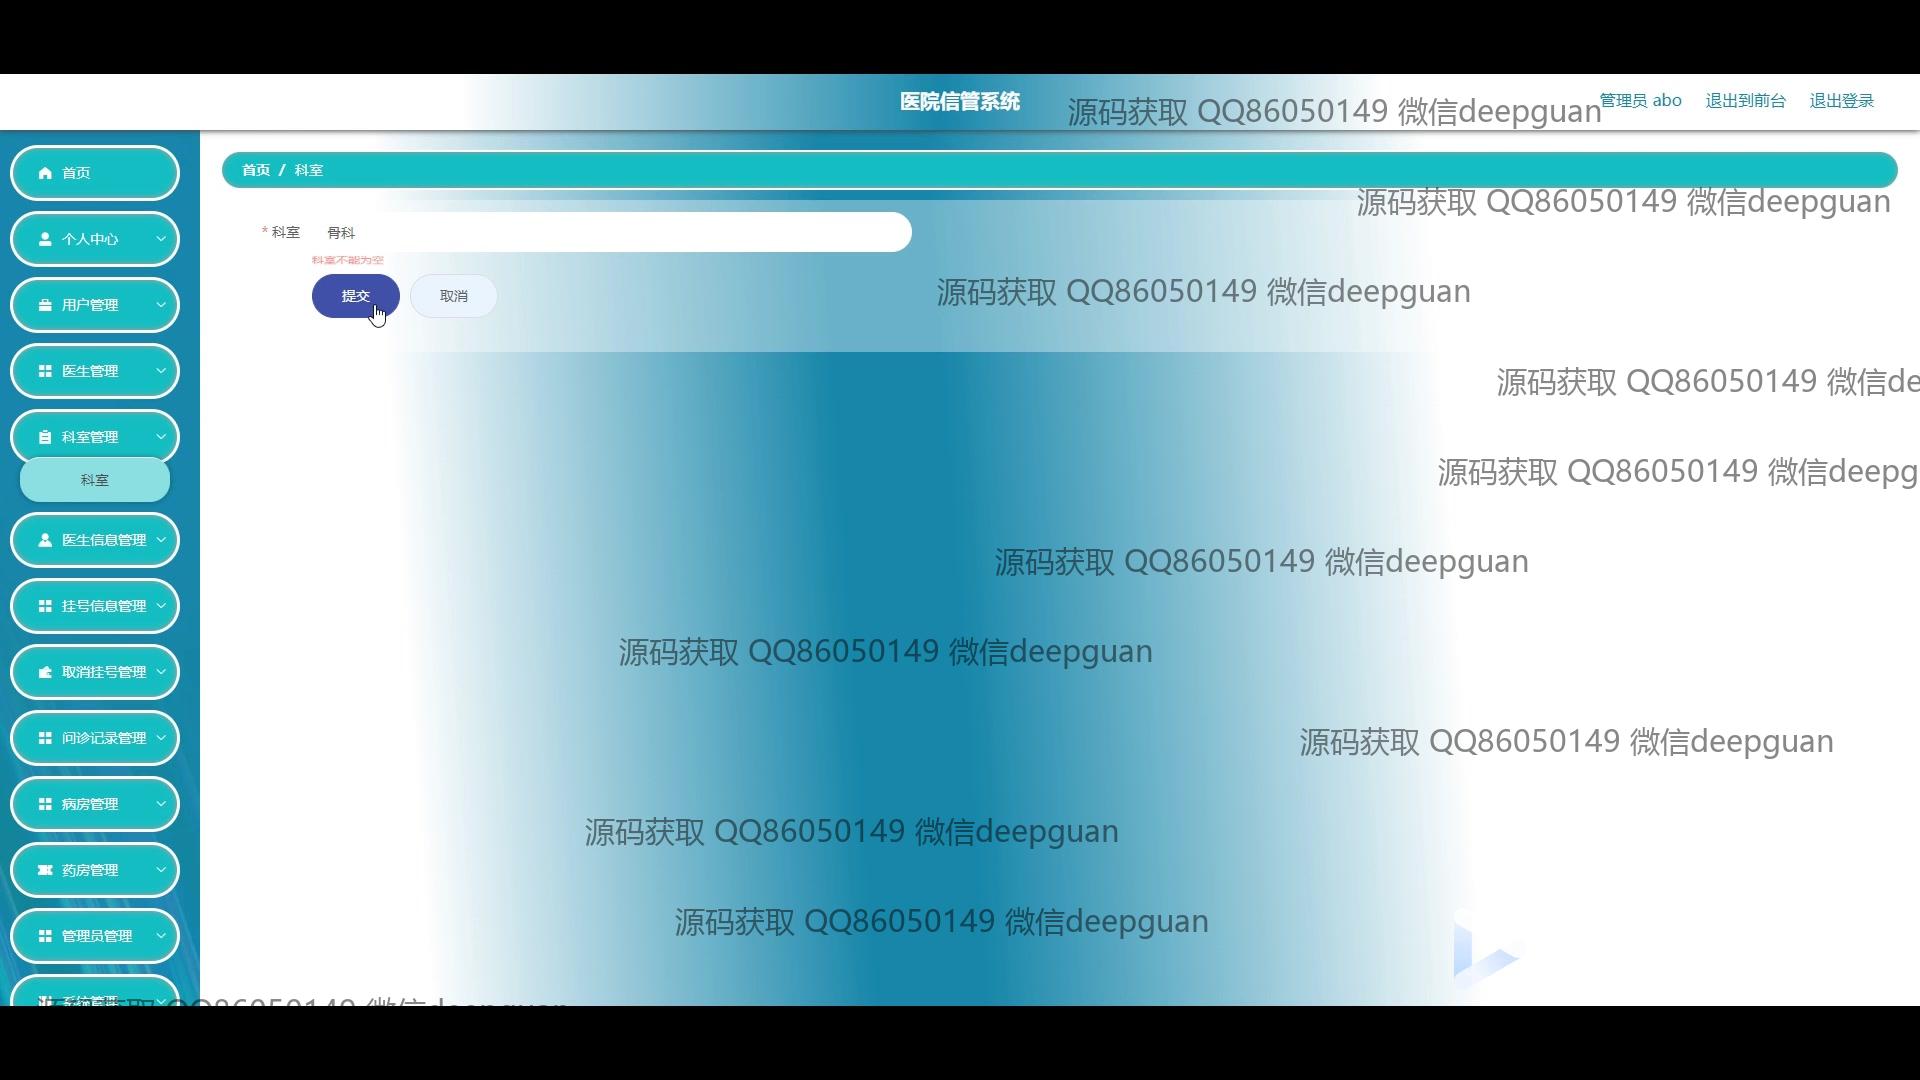 医院信管系统
源码获取 QQ86050149 微信deepguan
管理员 abo 退出到前台 退出登录
首页
个人中心
用户管理
医生管理
科室管理
科室
医生信息管理
挂号信息管理
取消挂号管理
问诊记录管理
病房管理
药房管理
管理员管理
系统管理
首页 / 科室
源码获取 QQ86050149 微信deepguan
* 科室 骨科
科室不能为空
提交 取消
源码获取 QQ86050149 微信deepguan
源码获取 QQ86050149 微信de
源码获取 QQ86050149 微信deepg
源码获取 QQ86050149 微信deepguan
源码获取 QQ86050149 微信deepguan
源码获取 QQ86050149 微信deepguan
源码获取 QQ86050149 微信deepguan
源码获取 QQ86050149 微信deepguan
QQ86050149 微信deepguan